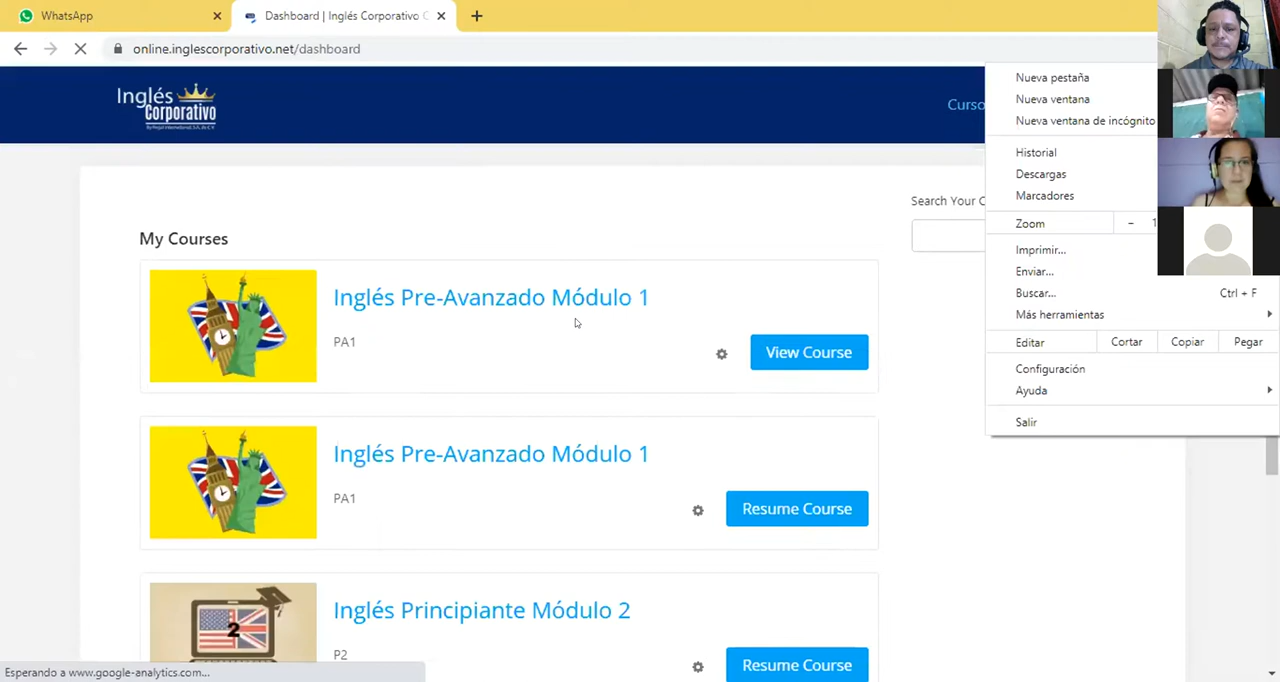 WhatsApp
Dashboard | Inglés Corporativo C
online.inglescorporativo.net/dashboard
Inglés
Corporativo
Curso
Nueva pestaña
Nueva ventana
Nueva ventana de incógnito
Historial
Descargas
Marcadores
Zoom − 1
Imprimir...
Enviar...
Buscar... Ctrl + F
Más herramientas
Editar Cortar Copiar Pegar
Configuración
Ayuda
Salir
Search Your C
My Courses
Inglés Pre-Avanzado Módulo 1
PA1
View Course
Inglés Pre-Avanzado Módulo 1
PA1
Resume Course
2
Inglés Principiante Módulo 2
P2
Resume Course
Esperando a www.google-analytics.com...